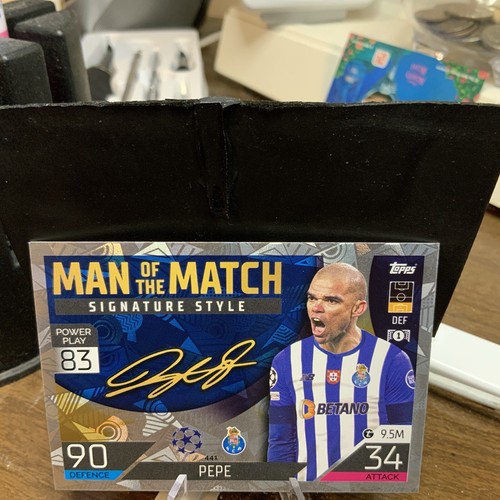 MAN OF THE MATCH
SIGNATURE STYLE
Topps
DEF
1
POWER PLAY
83
BETANO
90
DEFENCE
441
PEPE
9.5M
34
ATTACK